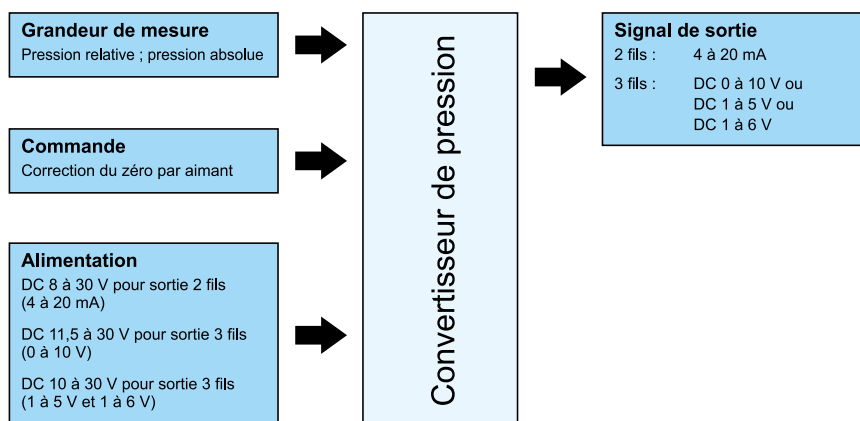 Grandeur de mesure
Pression relative ; pression absolue
Commande
Correction du zéro par aimant
Alimentation
DC 8 à 30 V pour sortie 2 fils
(4 à 20 mA)
DC 11,5 à 30 V pour sortie 3 fils
(0 à 10 V)
DC 10 à 30 V pour sortie 3 fils
(1 à 5 V et 1 à 6 V)
Convertisseur de pression
Signal de sortie
2 fils : 4 à 20 mA
3 fils : DC 0 à 10 V ou
DC 1 à 5 V ou
DC 1 à 6 V